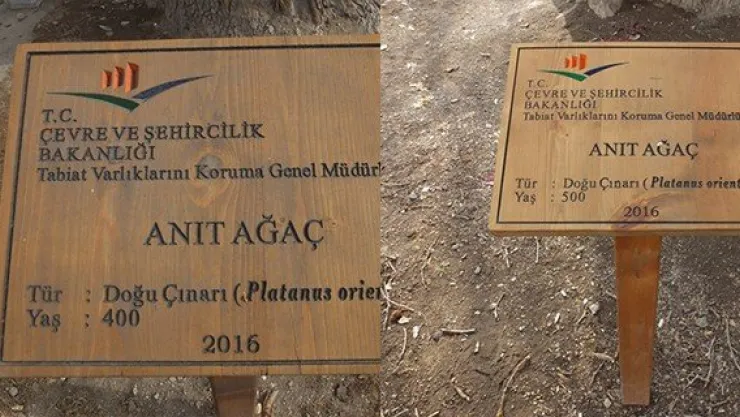 T.C.
ÇEVRE VE ŞEHİRCİLİK
BAKANLIĞI
Tabiat Varlıklarını Koruma Genel Müdürl
ANIT AĞAÇ
Tür : Doğu Çınarı (Platanus orien
Yaş : 400
2016
T.C.
ÇEVRE VE ŞEHİRCİLİK
BAKANLIĞI
Tabiat Varlıklarını Koruma Genel Müdürlü
ANIT AĞAÇ
Tür : Doğu Çınarı (Platanus orient
Yaş : 500
2016